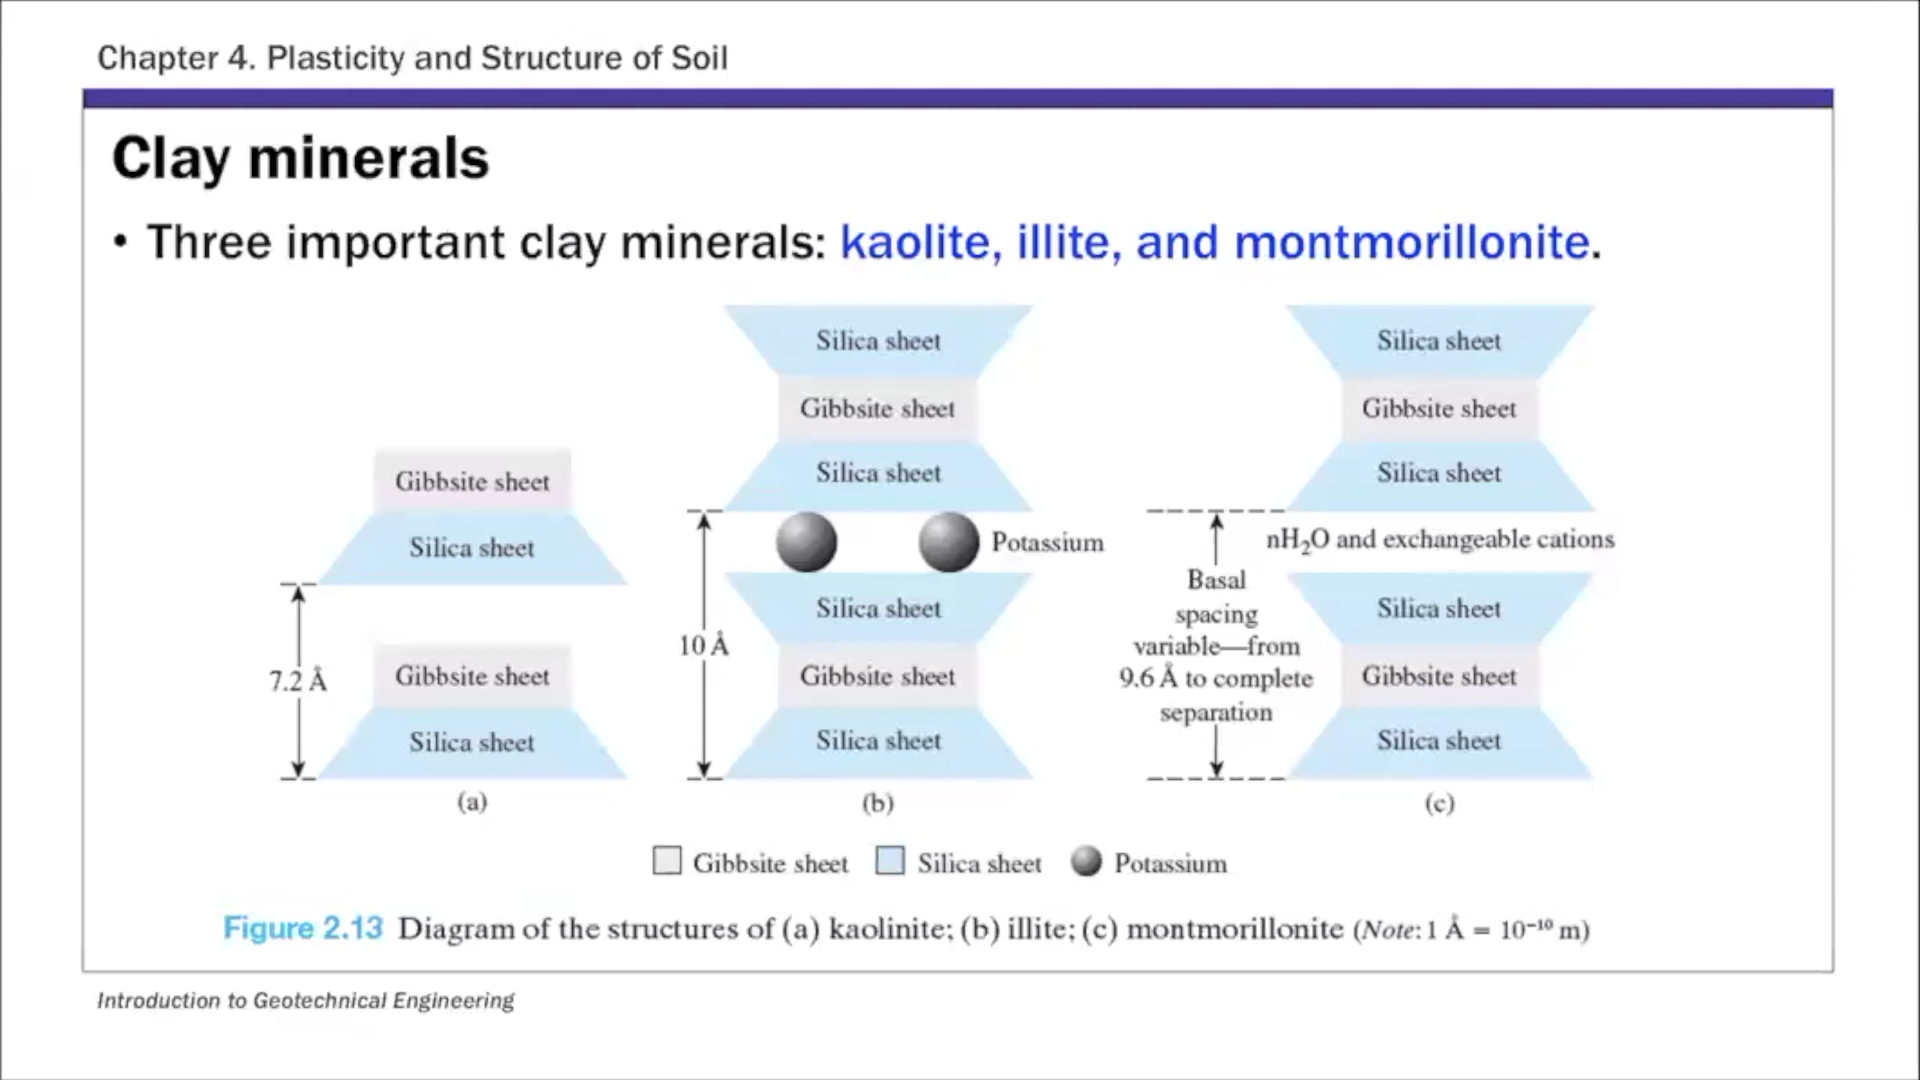 Chapter 4. Plasticity and Structure of Soil
Clay minerals
• Three important clay minerals: kaolite, illite, and montmorillonite.
Gibbsite sheet
Silica sheet
7.2 Å
Gibbsite sheet
Silica sheet
(a)
Silica sheet
Gibbsite sheet
Silica sheet
Potassium
10 Å
Silica sheet
Gibbsite sheet
Silica sheet
(b)
Silica sheet
Gibbsite sheet
Silica sheet
nH₂O and exchangeable cations
Basal
spacing
variable—from
9.6 Å to complete
separation
Silica sheet
Gibbsite sheet
Silica sheet
(c)
Gibbsite sheet Silica sheet Potassium
Figure 2.13 Diagram of the structures of (a) kaolinite; (b) illite; (c) montmorillonite (Note: 1 Å = 10⁻¹⁰ m)
Introduction to Geotechnical Engineering